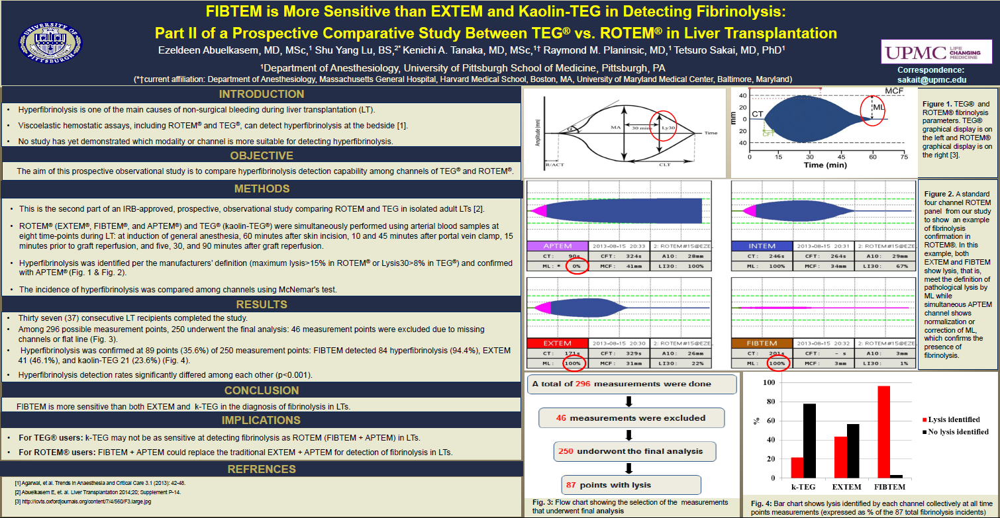 FIBTEM is More Sensitive than EXTEM and Kaolin-TEG in Detecting Fibrinolysis:
Part II of a Prospective Comparative Study Between TEG® vs. ROTEM® in Liver Transplantation
Ezeldeen Abuelkasem, MD, MSc,¹ Shu Yang Lu, BS,²* Kenichi A. Tanaka, MD, MSc,¹† Raymond M. Planinsic, MD,¹ Tetsuro Sakai, MD, PhD¹
¹Department of Anesthesiology, University of Pittsburgh School of Medicine, Pittsburgh, PA
(*†current affiliation: Department of Anesthesiology, Massachusetts General Hospital, Harvard Medical School, Boston, MA, University of Maryland Medical Center, Baltimore, Maryland)
UNIVERSITY OF
PITTSBURGH
UPMC LIFE
CHANGING
MEDICINE
Correspondence:
sakait@upmc.edu
INTRODUCTION
• Hyperfibrinolysis is one of the main causes of non-surgical bleeding during liver transplantation (LT).
• Viscoelastic hemostatic assays, including ROTEM® and TEG®, can detect hyperfibrinolysis at the bedside [1].
• No study has yet demonstrated which modality or channel is more suitable for detecting hyperfibrinolysis.
OBJECTIVE
The aim of this prospective observational study is to compare hyperfibrinolysis detection capability among channels of TEG® and ROTEM®.
METHODS
• This is the second part of an IRB-approved, prospective, observational study comparing ROTEM and TEG in isolated adult LTs [2].
• ROTEM® (EXTEM®, FIBTEM®, and APTEM®) and TEG® (kaolin-TEG®) were simultaneously performed using arterial blood samples at
eight time-points during LT: at induction of general anesthesia, 60 minutes after skin incision, 10 and 45 minutes after portal vein clamp, 15
minutes prior to graft reperfusion, and five, 30, and 90 minutes after graft reperfusion.
• Hyperfibrinolysis was identified per the manufacturers' definition (maximum lysis>15% in ROTEM® or Lysis30>8% in TEG®) and confirmed
with APTEM® (Fig. 1 & Fig. 2).
• The incidence of hyperfibrinolysis was compared among channels using McNemar's test.
RESULTS
• Thirty seven (37) consecutive LT recipients completed the study.
• Among 296 possible measurement points, 250 underwent the final analysis: 46 measurement points were excluded due to missing
channels or flat line (Fig. 3).
• Hyperfibrinolysis was confirmed at 89 points (35.6%) of 250 measurement points: FIBTEM detected 84 hyperfibrinolysis (94.4%), EXTEM
41 (46.1%), and kaolin-TEG 21 (23.6%) (Fig. 4).
• Hyperfibrinolysis detection rates significantly differed among each other (p<0.001).
CONCLUSION
FIBTEM is more sensitive than both EXTEM and k-TEG in the diagnosis of fibrinolysis in LTs.
IMPLICATIONS
• For TEG® users: k-TEG may not be as sensitive at detecting fibrinolysis as ROTEM (FIBTEM + APTEM) in LTs.
• For ROTEM® users: FIBTEM + APTEM could replace the traditional EXTEM + APTEM for detection of fibrinolysis in LTs.
REFRENCES
[1] Agarwal, et al. Trends in Anaesthesia and Critical Care 3.1 (2013): 42-48.
[2] Abuelkasem E, et. al. Liver Transplantation 2014;20; Supplement P-14.
[3] http://icvts.oxfordjournals.org/content/7/4/560/F3.large.jpg
Amplitude (mm)
α
MA
30 min
Ly30
Time
R/ACT
CLT
MCF
40
20
0
20
40
mm
CT
CFT
ML
0 15 30 45 60 75
Time (min)
Figure 1. TEG® and
ROTEM® fibrinolysis
parameters. TEG®
graphical display is on
the left and ROTEM®
graphical display is on
the right [3].
APTEM 2013-08-15 20:33 2: ROTEM#15@EZEL
CT: 90s CFT: 324s A10: 28mm
ML: * 0% MCF: 41mm LI30: 100%
INTEM 2013-08-15 20:31 2: ROTEM#15@EZEL
CT: 246s CFT: 264s A10: 29mm
ML: 100% MCF: 34mm LI30: 67%
EXTEM 2013-08-15 20:30 2: ROTEM#15@EZEL
CT: 171s CFT: 329s A10: 26mm
ML: 100% MCF: 31mm LI30: 22%
FIBTEM 2013-08-15 20:32 2: ROTEM#15@EZEL
CT: 201s CFT: - s A10: 3mm
ML: 100% MCF: 3mm LI30: 1%
Figure 2. A standard
four channel ROTEM
panel from our study
to show an example
of fibrinolysis
confirmation in
ROTEM®. In this
example, both
EXTEM and FIBTEM
show lysis, that is,
meet the definition of
pathological lysis by
ML while
simultaneous APTEM
channel shows
normalization or
correction of ML,
which confirms the
presence of
fibrinolysis.
A total of 296 measurements were done
46 measurements were excluded
250 underwent the final analysis
87 points with lysis
Fig. 3: Flow chart showing the selection of the measurements
that underwent final analysis
100
80
60
40
20
0
%
k-TEG EXTEM FIBTEM
Lysis identified
No lysis identified
Fig. 4: Bar chart shows lysis identified by each channel collectively at all time
points measurements (expressed as % of the 87 total fibrinolysis incidents)